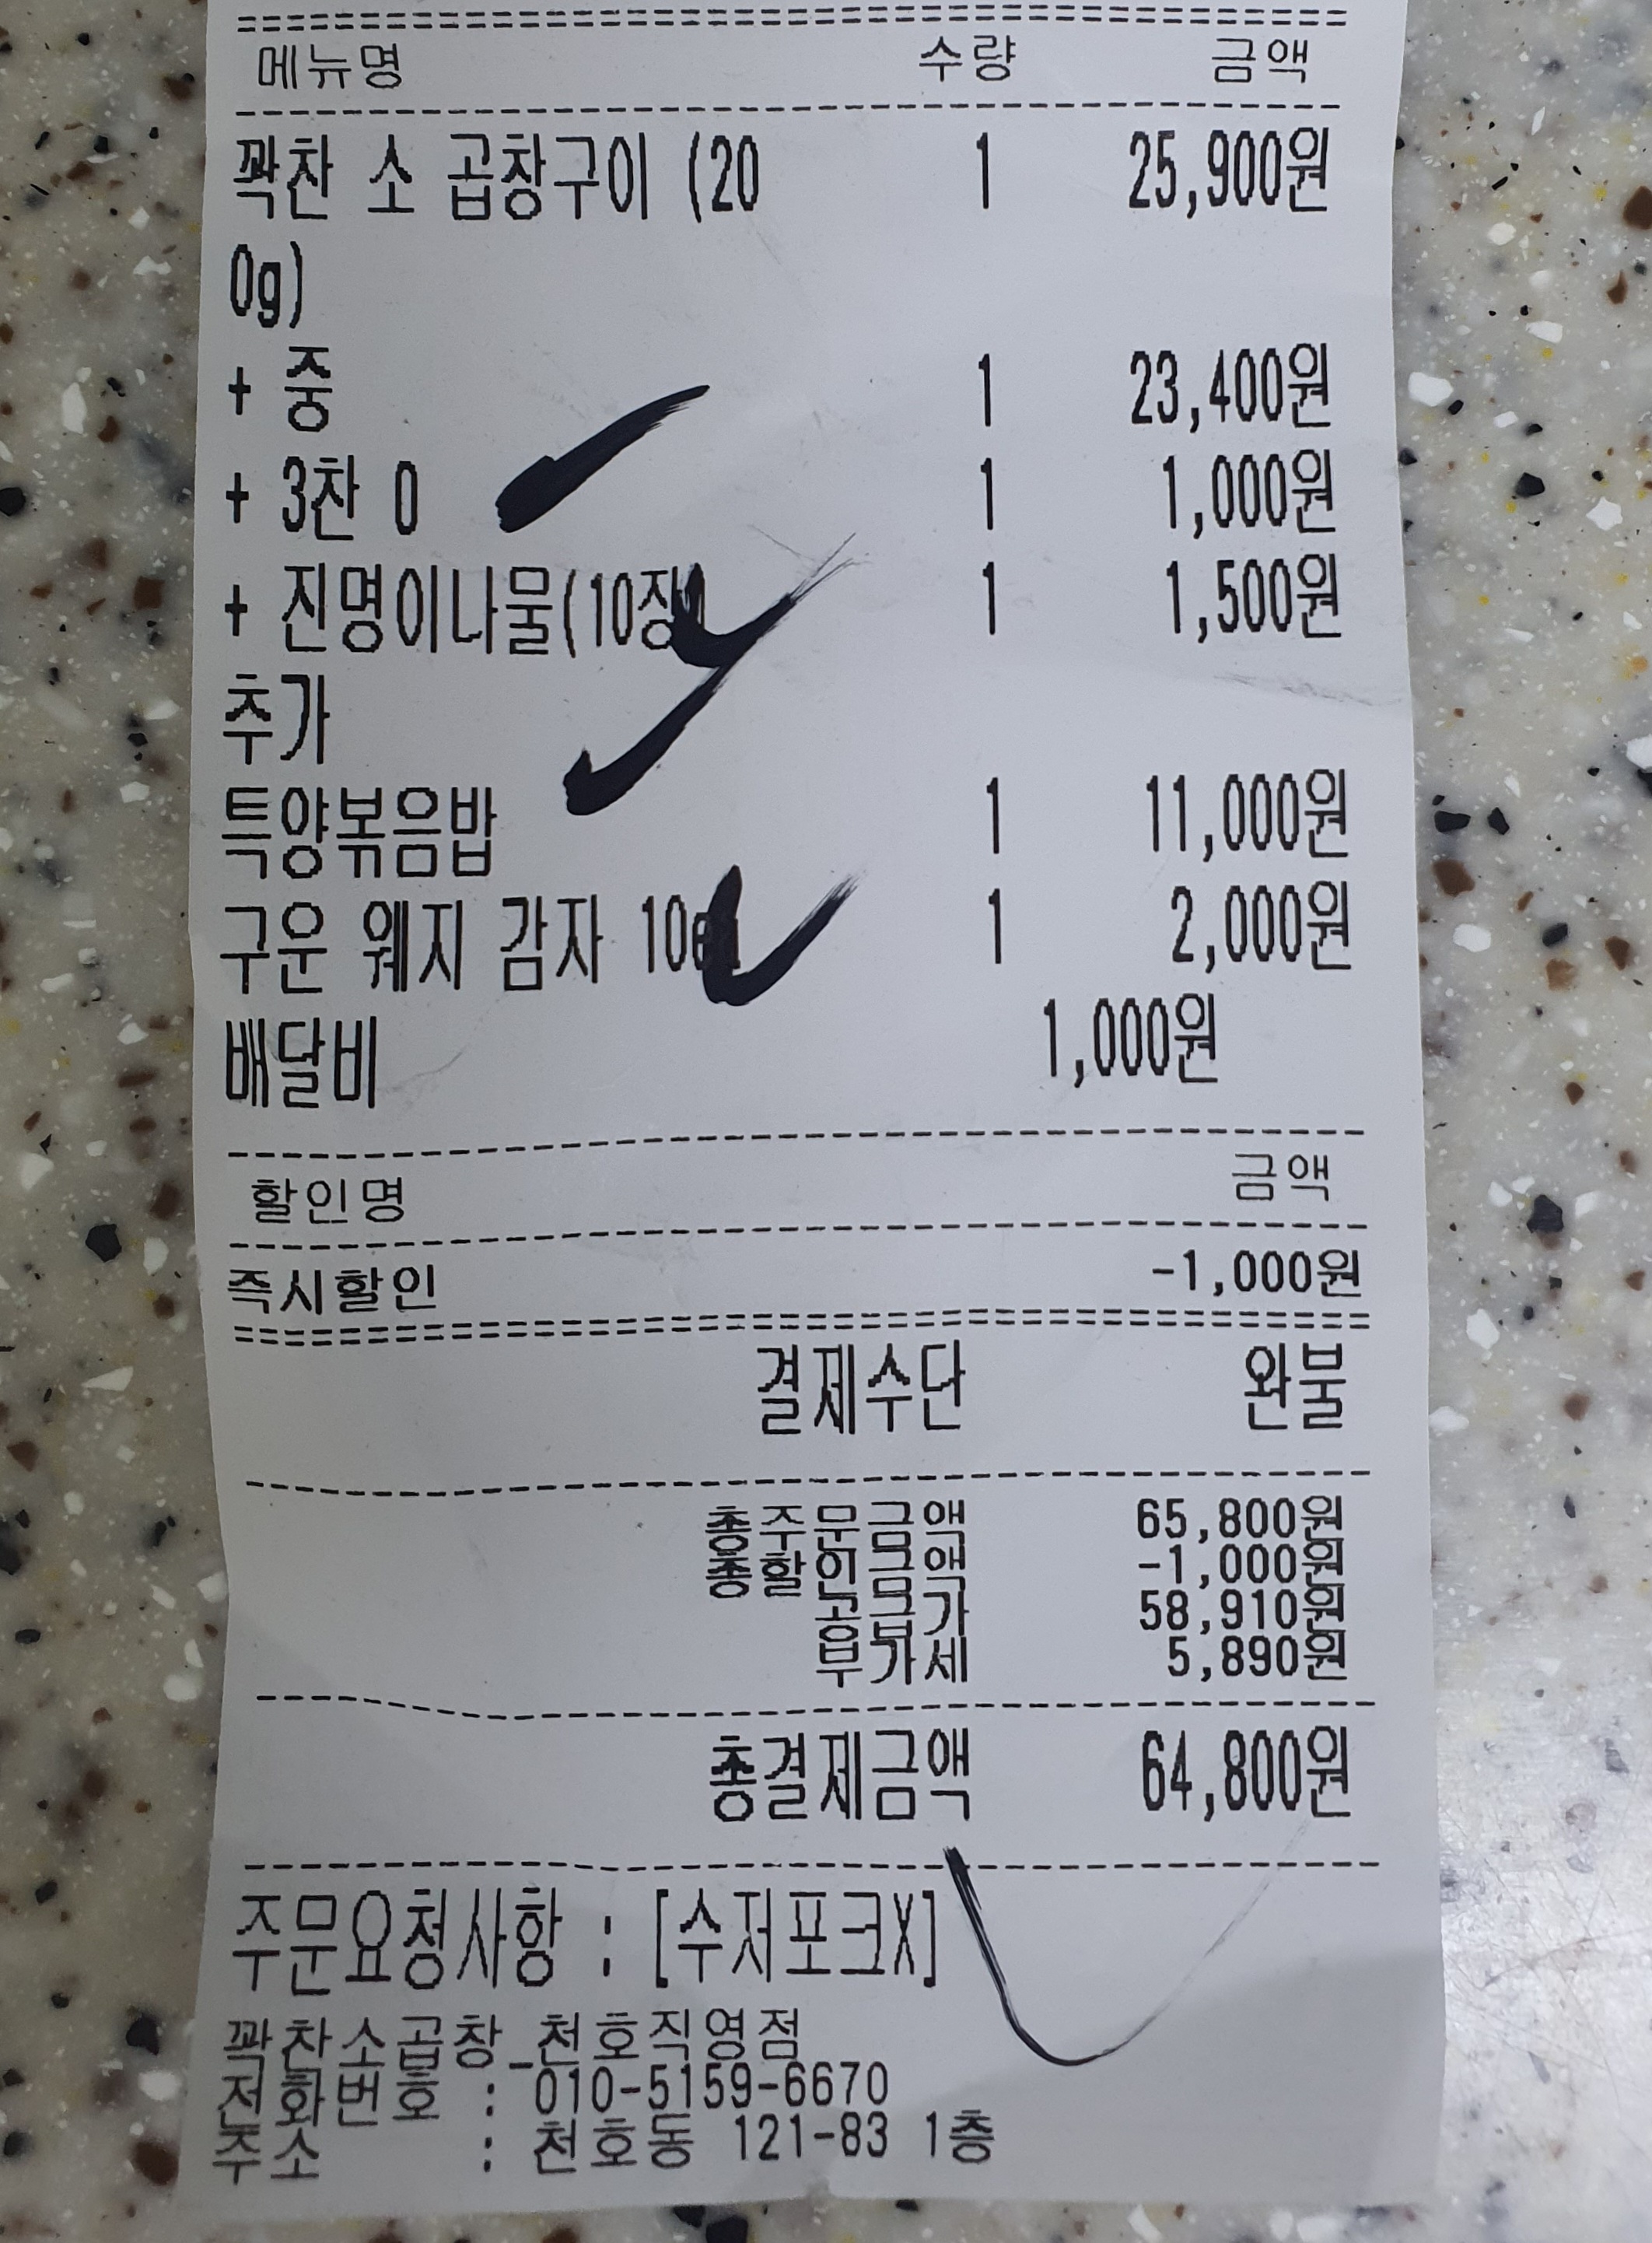 메뉴명 수량 금액
꽉찬 소 곱창구이 (20 1 25,900원
0g)
+ 중 1 23,400원
+ 3찬 O 1 1,000원
+ 진명이나물(10장) 1 1,500원
추가
특양볶음밥 1 11,000원
구운 웨지 감자 10ea 1 2,000원
배달비 1,000원
할인명 금액
즉시할인 -1,000원
결제수단 완불
총주문금액 65,800원
총할인금액 -1,000원
공급가 58,910원
부가세 5,890원
총결제금액 64,800원
주문요청사항 : [수저포크X]
꽉찬소곱창_천호직영점
전화번호 : 010-5159-6670
주소 : 천호동 121-83 1층